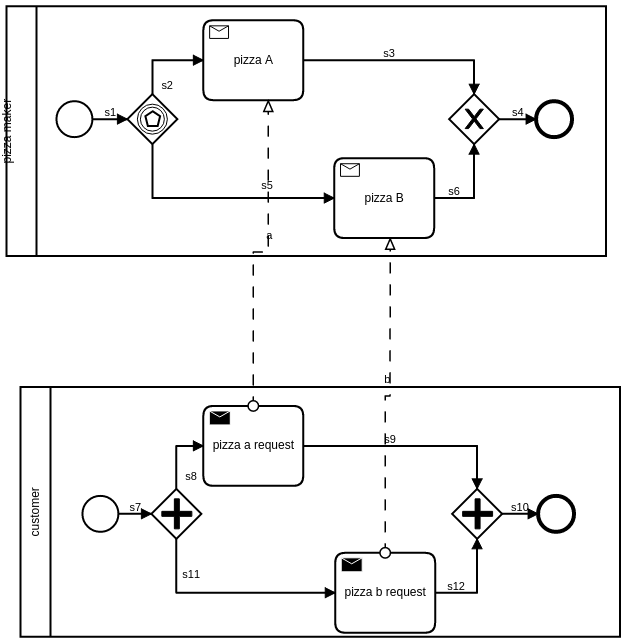 pizza maker
s1
s2
pizza A
s3
s4
s5
pizza B
s6
a
b
customer
s7
s8
pizza a request
s9
s10
s11
pizza b request
s12